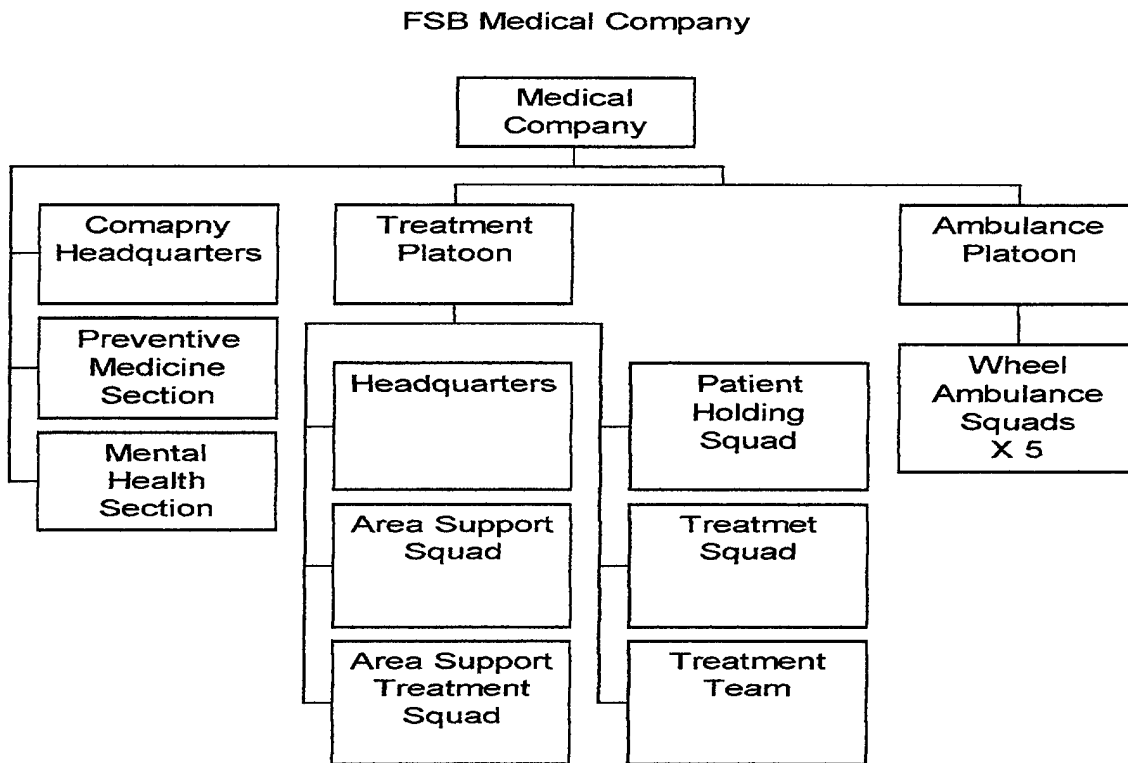 FSB Medical Company
Medical
Company
Comapny
Headquarters
Treatment
Platoon
Ambulance
Platoon
Preventive
Medicine
Section
Mental
Health
Section
Headquarters
Patient
Holding
Squad
Wheel
Ambulance
Squads
X 5
Area Support
Squad
Treatmet
Squad
Area Support
Treatment
Squad
Treatment
Team